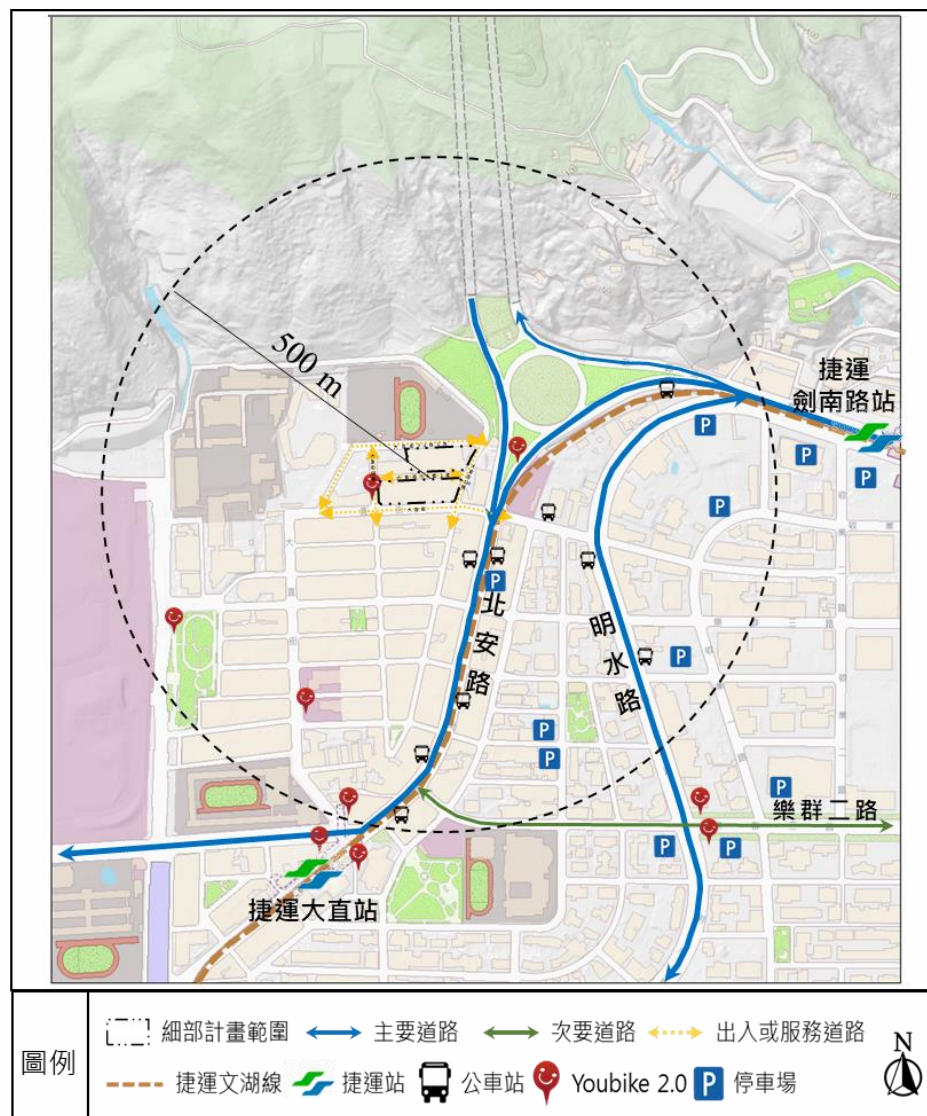 500 m
捷運
劍南路站
P
P
P
P
P
北安路
明水路
P
P
P
P
樂群二路
P
P
捷運大直站
圖例
細部計畫範圍
主要道路
次要道路
出入或服務道路
N
捷運文湖線
捷運站
公車站
Youbike 2.0
P
停車場